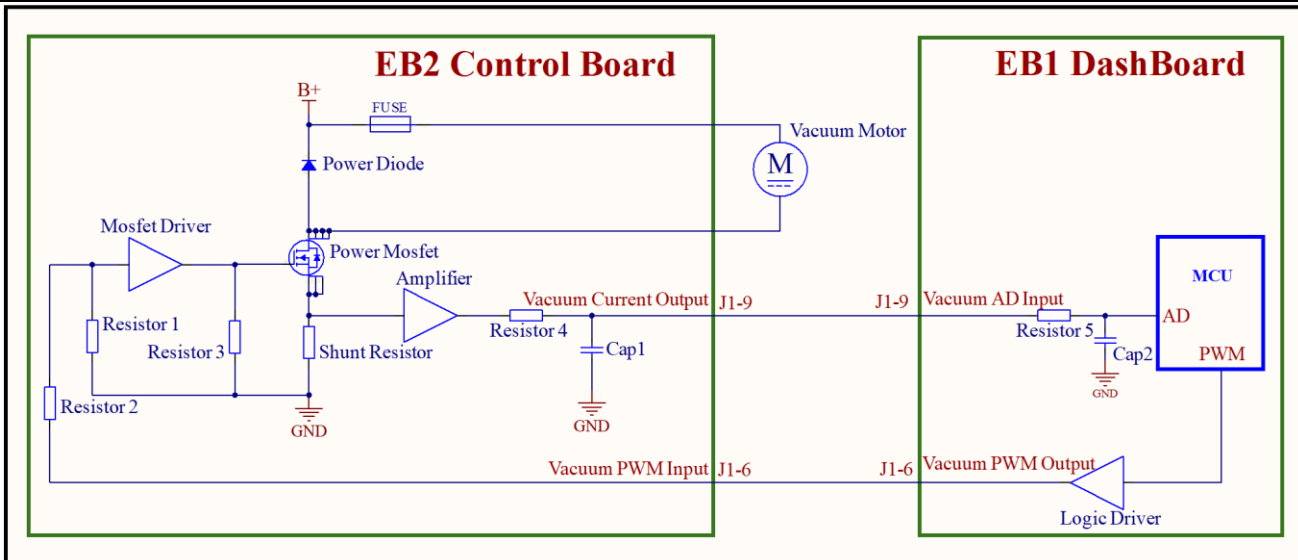 EB2 Control Board
EB1 DashBoard
B+
FUSE
Vacuum Motor
M
Power Diode
Mosfet Driver
Power Mosfet
Amplifier
MCU
Vacuum Current Output
J1-9
J1-9
Vacuum AD Input
AD
Resistor 1
Resistor 3
Shunt Resistor
Resistor 4
Cap1
Resistor 5
Cap2
PWM
GND
Resistor 2
GND
GND
Vacuum PWM Input
J1-6
J1-6
Vacuum PWM Output
Logic Driver